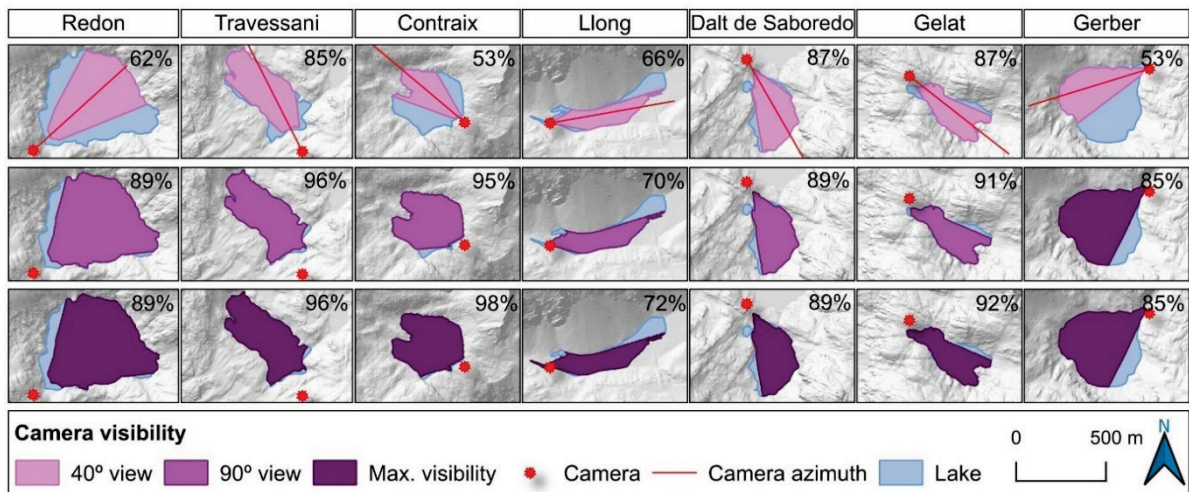 Redon Travessani Contraix Llong Dalt de Saboredo Gelat Gerber
62% 85% 53% 66% 87% 87% 53%
89% 96% 95% 70% 89% 91% 85%
89% 96% 98% 72% 89% 92% 85%
Camera visibility
0 500 m N
40º view 90º view Max. visibility Camera Camera azimuth Lake